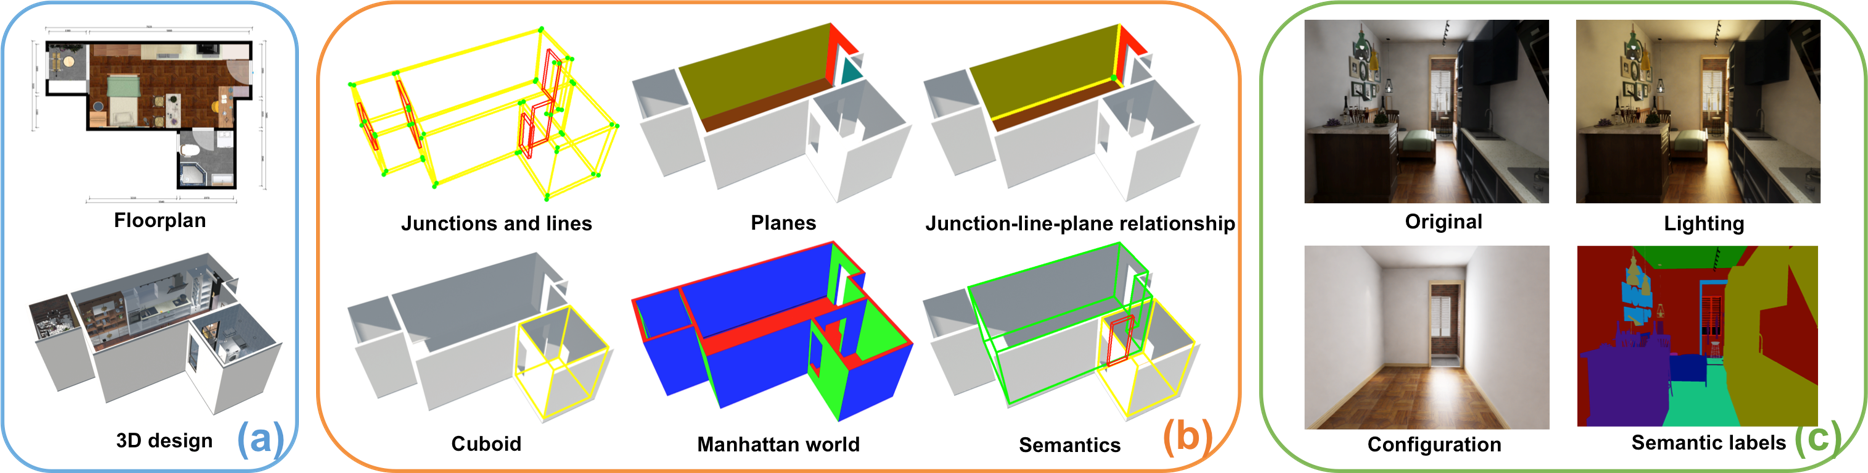 Floorplan
3D design
(a)
Junctions and lines
Planes
Junction-line-plane relationship
Cuboid
Manhattan world
Semantics
(b)
Original
Lighting
Configuration
Semantic labels
(c)